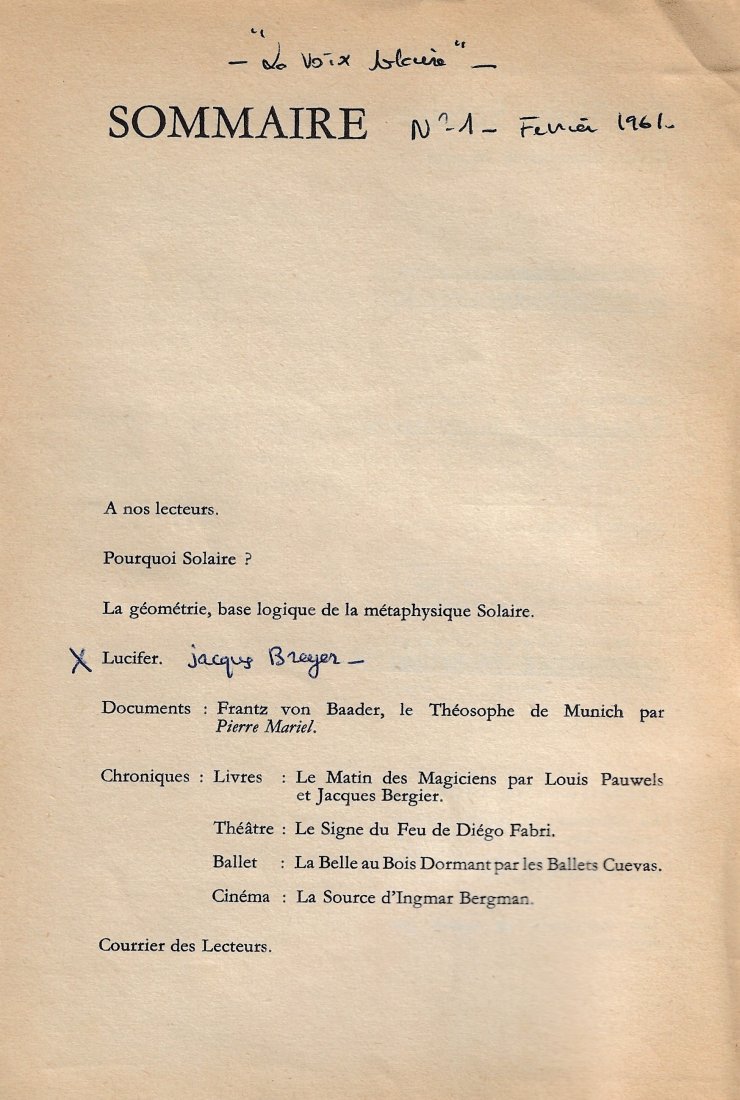 — "La Voix Solaire" —
SOMMAIRE N°1 – Février 1961.
A nos lecteurs.
Pourquoi Solaire ?
La géométrie, base logique de la métaphysique Solaire.
X Lucifer. jacques Breyer –
Documents : Frantz von Baader, le Théosophe de Munich par
Pierre Mariel.
Chroniques : Livres : Le Matin des Magiciens par Louis Pauwels
et Jacques Bergier.
Théâtre : Le Signe du Feu de Diégo Fabri.
Ballet : La Belle au Bois Dormant par les Ballets Cuevas.
Cinéma : La Source d'Ingmar Bergman.
Courrier des Lecteurs.